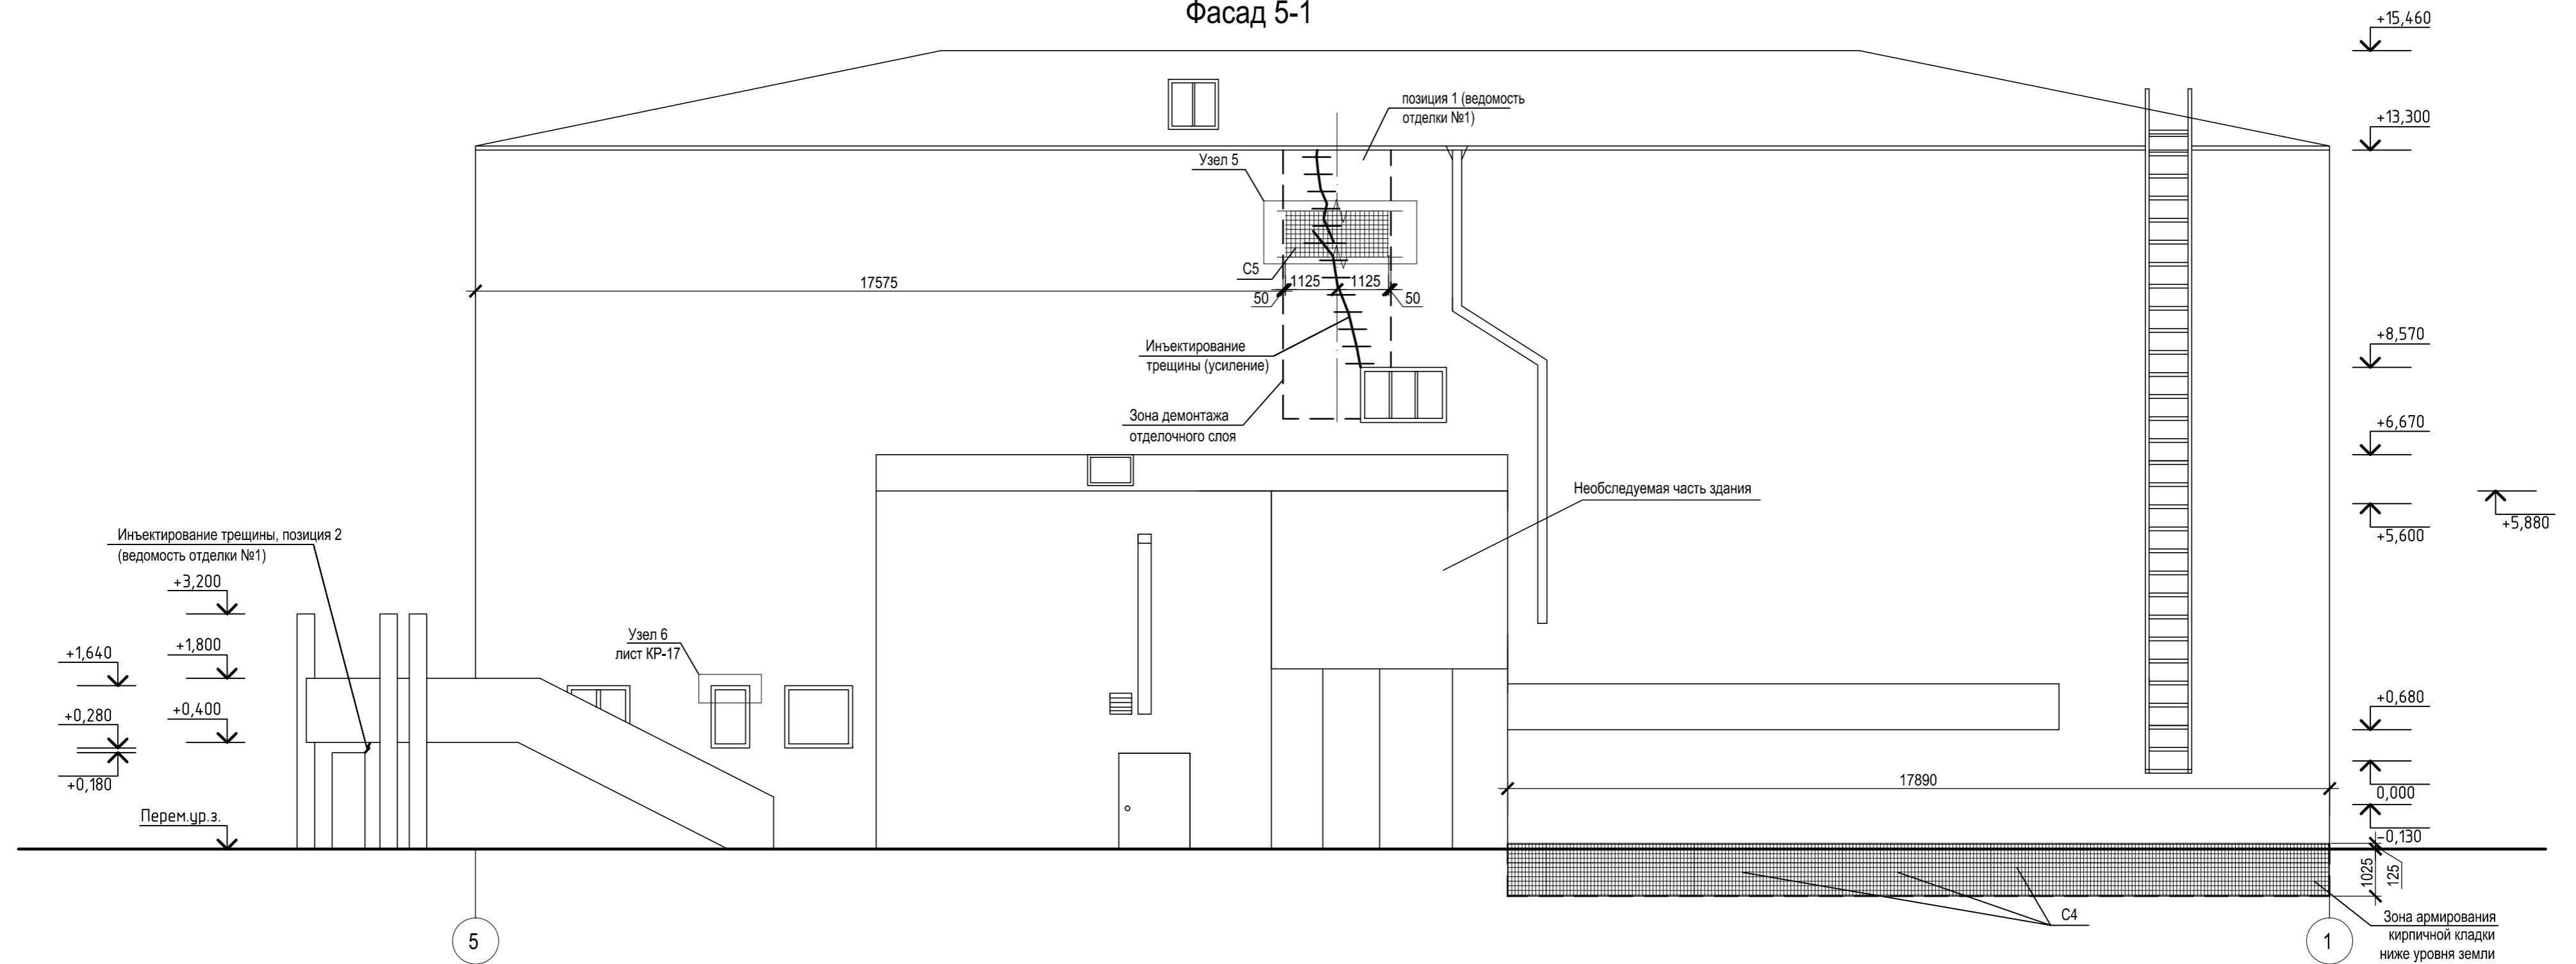 Фасад 5-1
+15,460
позиция 1 (ведомость
отделки №1)
+13,300
Узел 5
С5
17575
1125
1125
50
50
Инъектирование
трещины (усиление)
+8,570
Зона демонтажа
отделочного слоя
+6,670
Необследуемая часть здания
+5,880
+5,600
Инъектирование трещины, позиция 2
(ведомость отделки №1)
+3,200
Узел 6
лист КР-17
+1,640
+1,800
+0,280
+0,400
+0,680
+0,180
17890
0,000
Перем.ур.з.
-0,130
1025
125
С4
Зона армирования
кирпичной кладки
ниже уровня земли
5
1